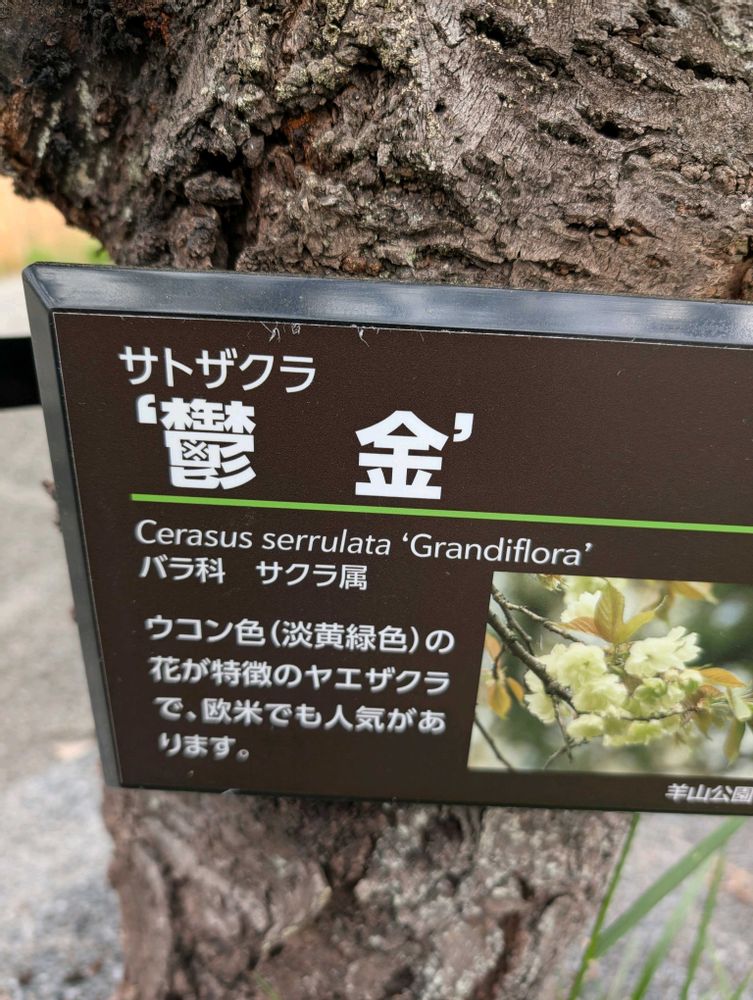 サトザクラ
‘鬱　金’
Cerasus serrulata ‘Grandiflora’
バラ科　サクラ属
ウコン色（淡黄緑色）の
花が特徴のヤエザクラ
で、欧米でも人気があ
ります。
羊山公園